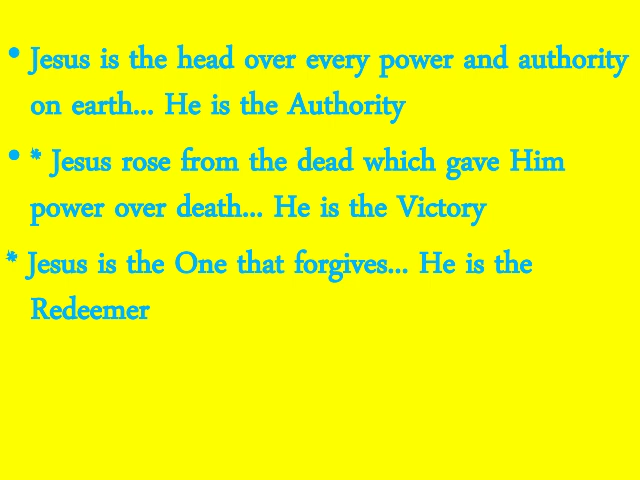 • Jesus is the head over every power and authority
on earth... He is the Authority
• * Jesus rose from the dead which gave Him
power over death... He is the Victory
* Jesus is the One that forgives... He is the
Redeemer